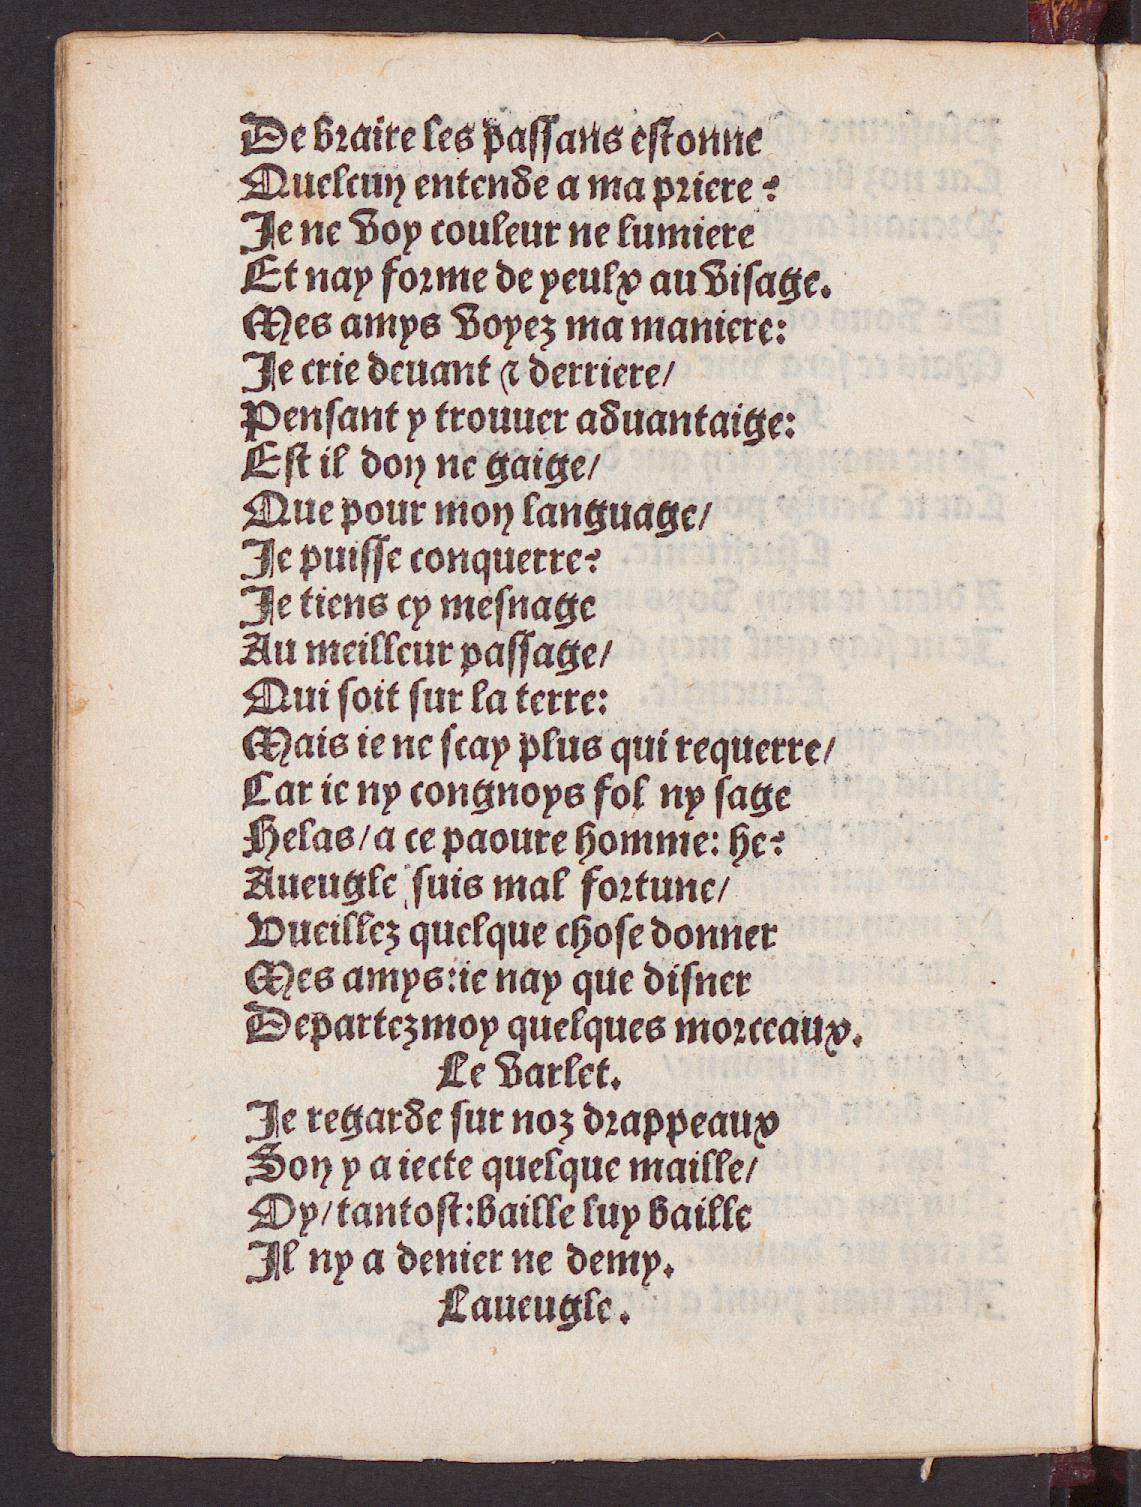 De braire les paſſans eſtonne
Quelcun entende a ma priere?
Je ne voy couleur ne lumiere
Et nay forme de yeulx au viſage.
Mes amys voyez ma maniere:
Je crie deuant ⁊ derriere/
Penſant y trouuer aduantaige:
Eſt il don ne gaige/
Que pour mon language/
Je puiſſe conquerre?
Je tiens cy meſnage
Au meilleur paſſage/
Qui ſoit ſur la terre:
Mais ie ne ſcay plus qui requerre/
Car ie ny congnoys fol ny ſage
Helas/a ce paoure homme: he?
Aueugle ſuis mal fortune/
Vueillez quelque choſe donner
Mes amys:ie nay que diſner
Departezmoy quelques morceaux.
Le varlet.
Je regarde ſur noz drappeaux
Son y a iecte quelque maille/
Oy/tantoſt:baille luy baille
Il ny a denier ne demy.
Laueugle.